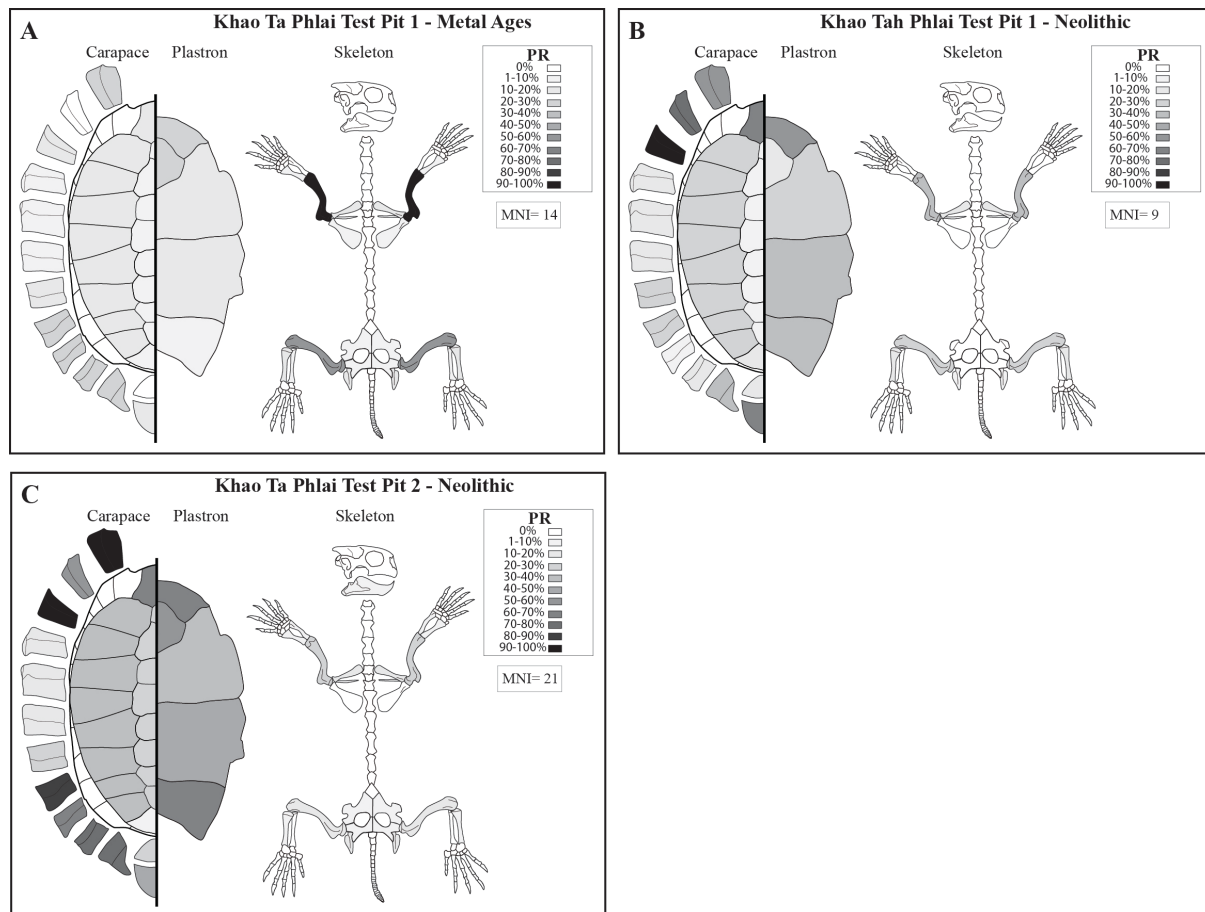 A
Khao Ta Phlai Test Pit 1 - Metal Ages
Carapace Plastron Skeleton
PR
0%
1-10%
10-20%
20-30%
30-40%
40-50%
50-60%
60-70%
70-80%
80-90%
90-100%
MNI= 14
B
Khao Tah Phlai Test Pit 1 - Neolithic
Carapace Plastron Skeleton
PR
0%
1-10%
10-20%
20-30%
30-40%
40-50%
50-60%
60-70%
70-80%
80-90%
90-100%
MNI= 9
C
Khao Ta Phlai Test Pit 2 - Neolithic
Carapace Plastron Skeleton
PR
0%
1-10%
10-20%
20-30%
30-40%
40-50%
50-60%
60-70%
70-80%
80-90%
90-100%
MNI= 21